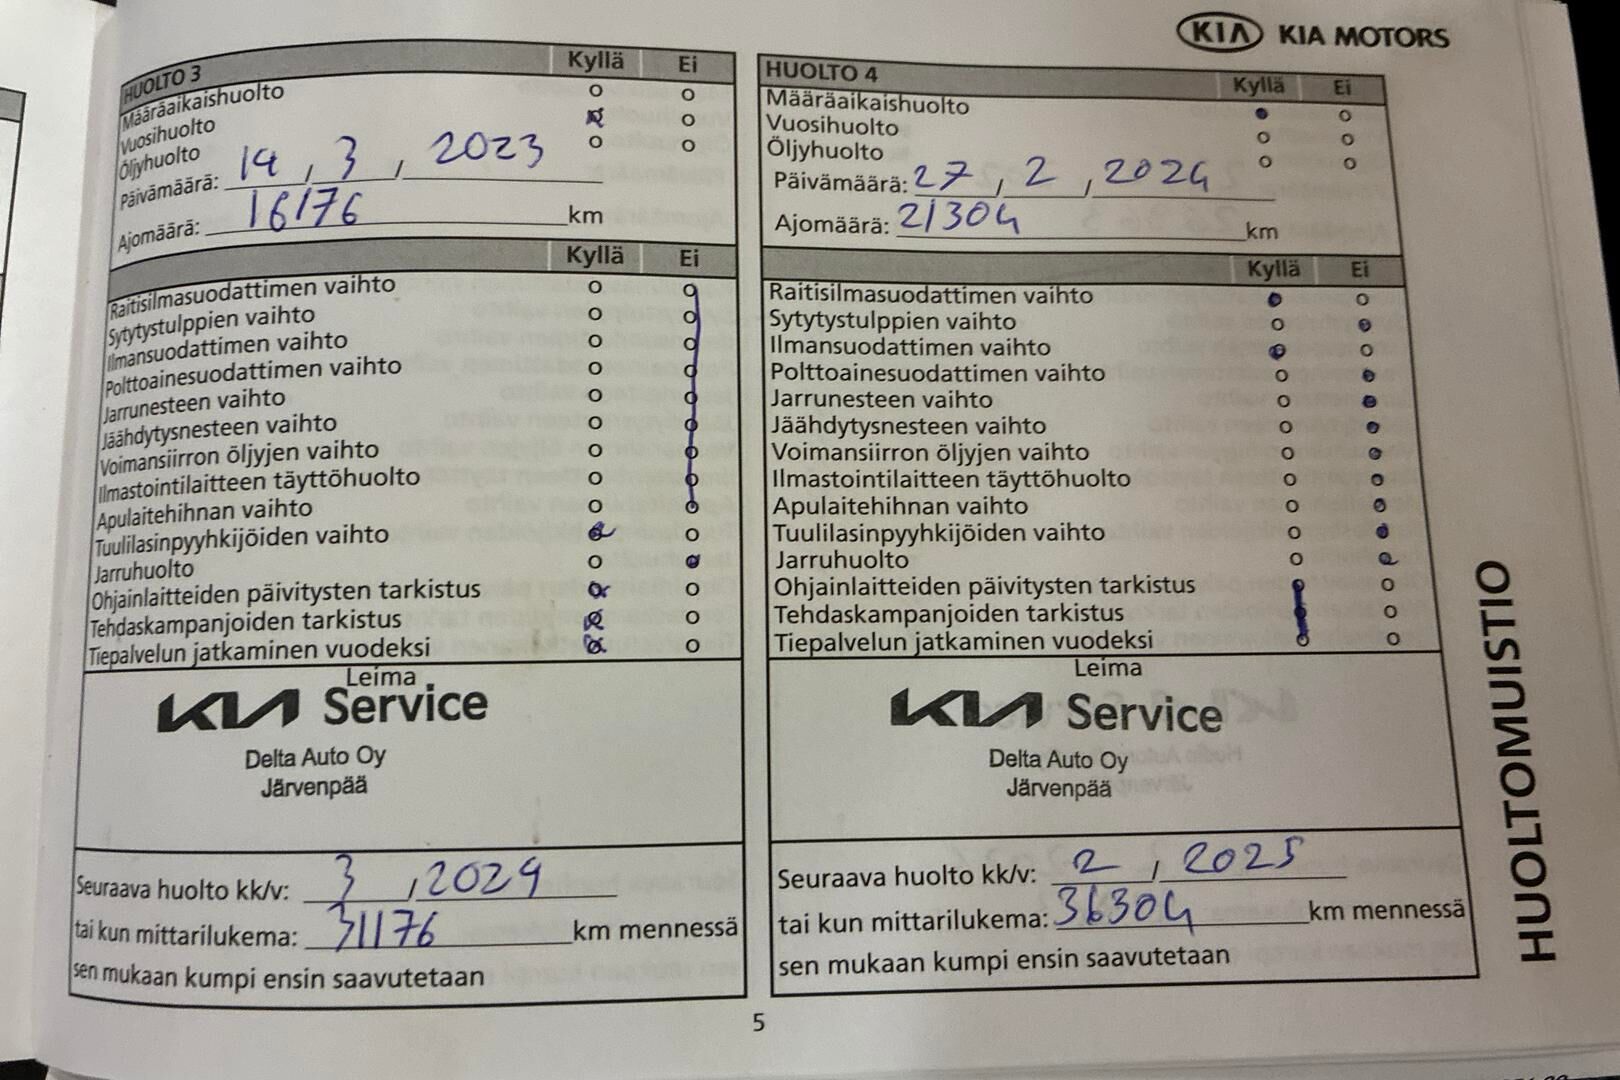 KIA KIA MOTORS
HUOLTO 3 Kyllä Ei
Määräaikaishuolto
Vuosihuolto
Öljyhuolto
Päivämäärä: 14, 3, 2023
Ajomäärä: 16176 km
Kyllä Ei
Raitisilmasuodattimen vaihto
Sytytystulppien vaihto
Ilmansuodattimen vaihto
Polttoainesuodattimen vaihto
Jarrunesteen vaihto
Jäähdytysnesteen vaihto
Voimansiirron öljyjen vaihto
Ilmastointilaitteen täyttöhuolto
Apulaitehihnan vaihto
Tuulilasinpyyhkijöiden vaihto
Jarruhuolto
Ohjainlaitteiden päivitysten tarkistus
Tehdaskampanjoiden tarkistus
Tiepalvelun jatkaminen vuodeksi
Leima
KIA Service
Delta Auto Oy
Järvenpää
Seuraava huolto kk/v: 3, 2024
tai kun mittarilukema: 31176 km mennessä
sen mukaan kumpi ensin saavutetaan
HUOLTO 4 Kyllä Ei
Määräaikaishuolto
Vuosihuolto
Öljyhuolto
Päivämäärä: 27, 2, 2024
Ajomäärä: 21304 km
Kyllä Ei
Raitisilmasuodattimen vaihto
Sytytystulppien vaihto
Ilmansuodattimen vaihto
Polttoainesuodattimen vaihto
Jarrunesteen vaihto
Jäähdytysnesteen vaihto
Voimansiirron öljyjen vaihto
Ilmastointilaitteen täyttöhuolto
Apulaitehihnan vaihto
Tuulilasinpyyhkijöiden vaihto
Jarruhuolto
Ohjainlaitteiden päivitysten tarkistus
Tehdaskampanjoiden tarkistus
Tiepalvelun jatkaminen vuodeksi
Leima
KIA Service
Delta Auto Oy
Järvenpää
Seuraava huolto kk/v: 2, 2025
tai kun mittarilukema: 36304 km mennessä
sen mukaan kumpi ensin saavutetaan
HUOLTOMUISTIO
5